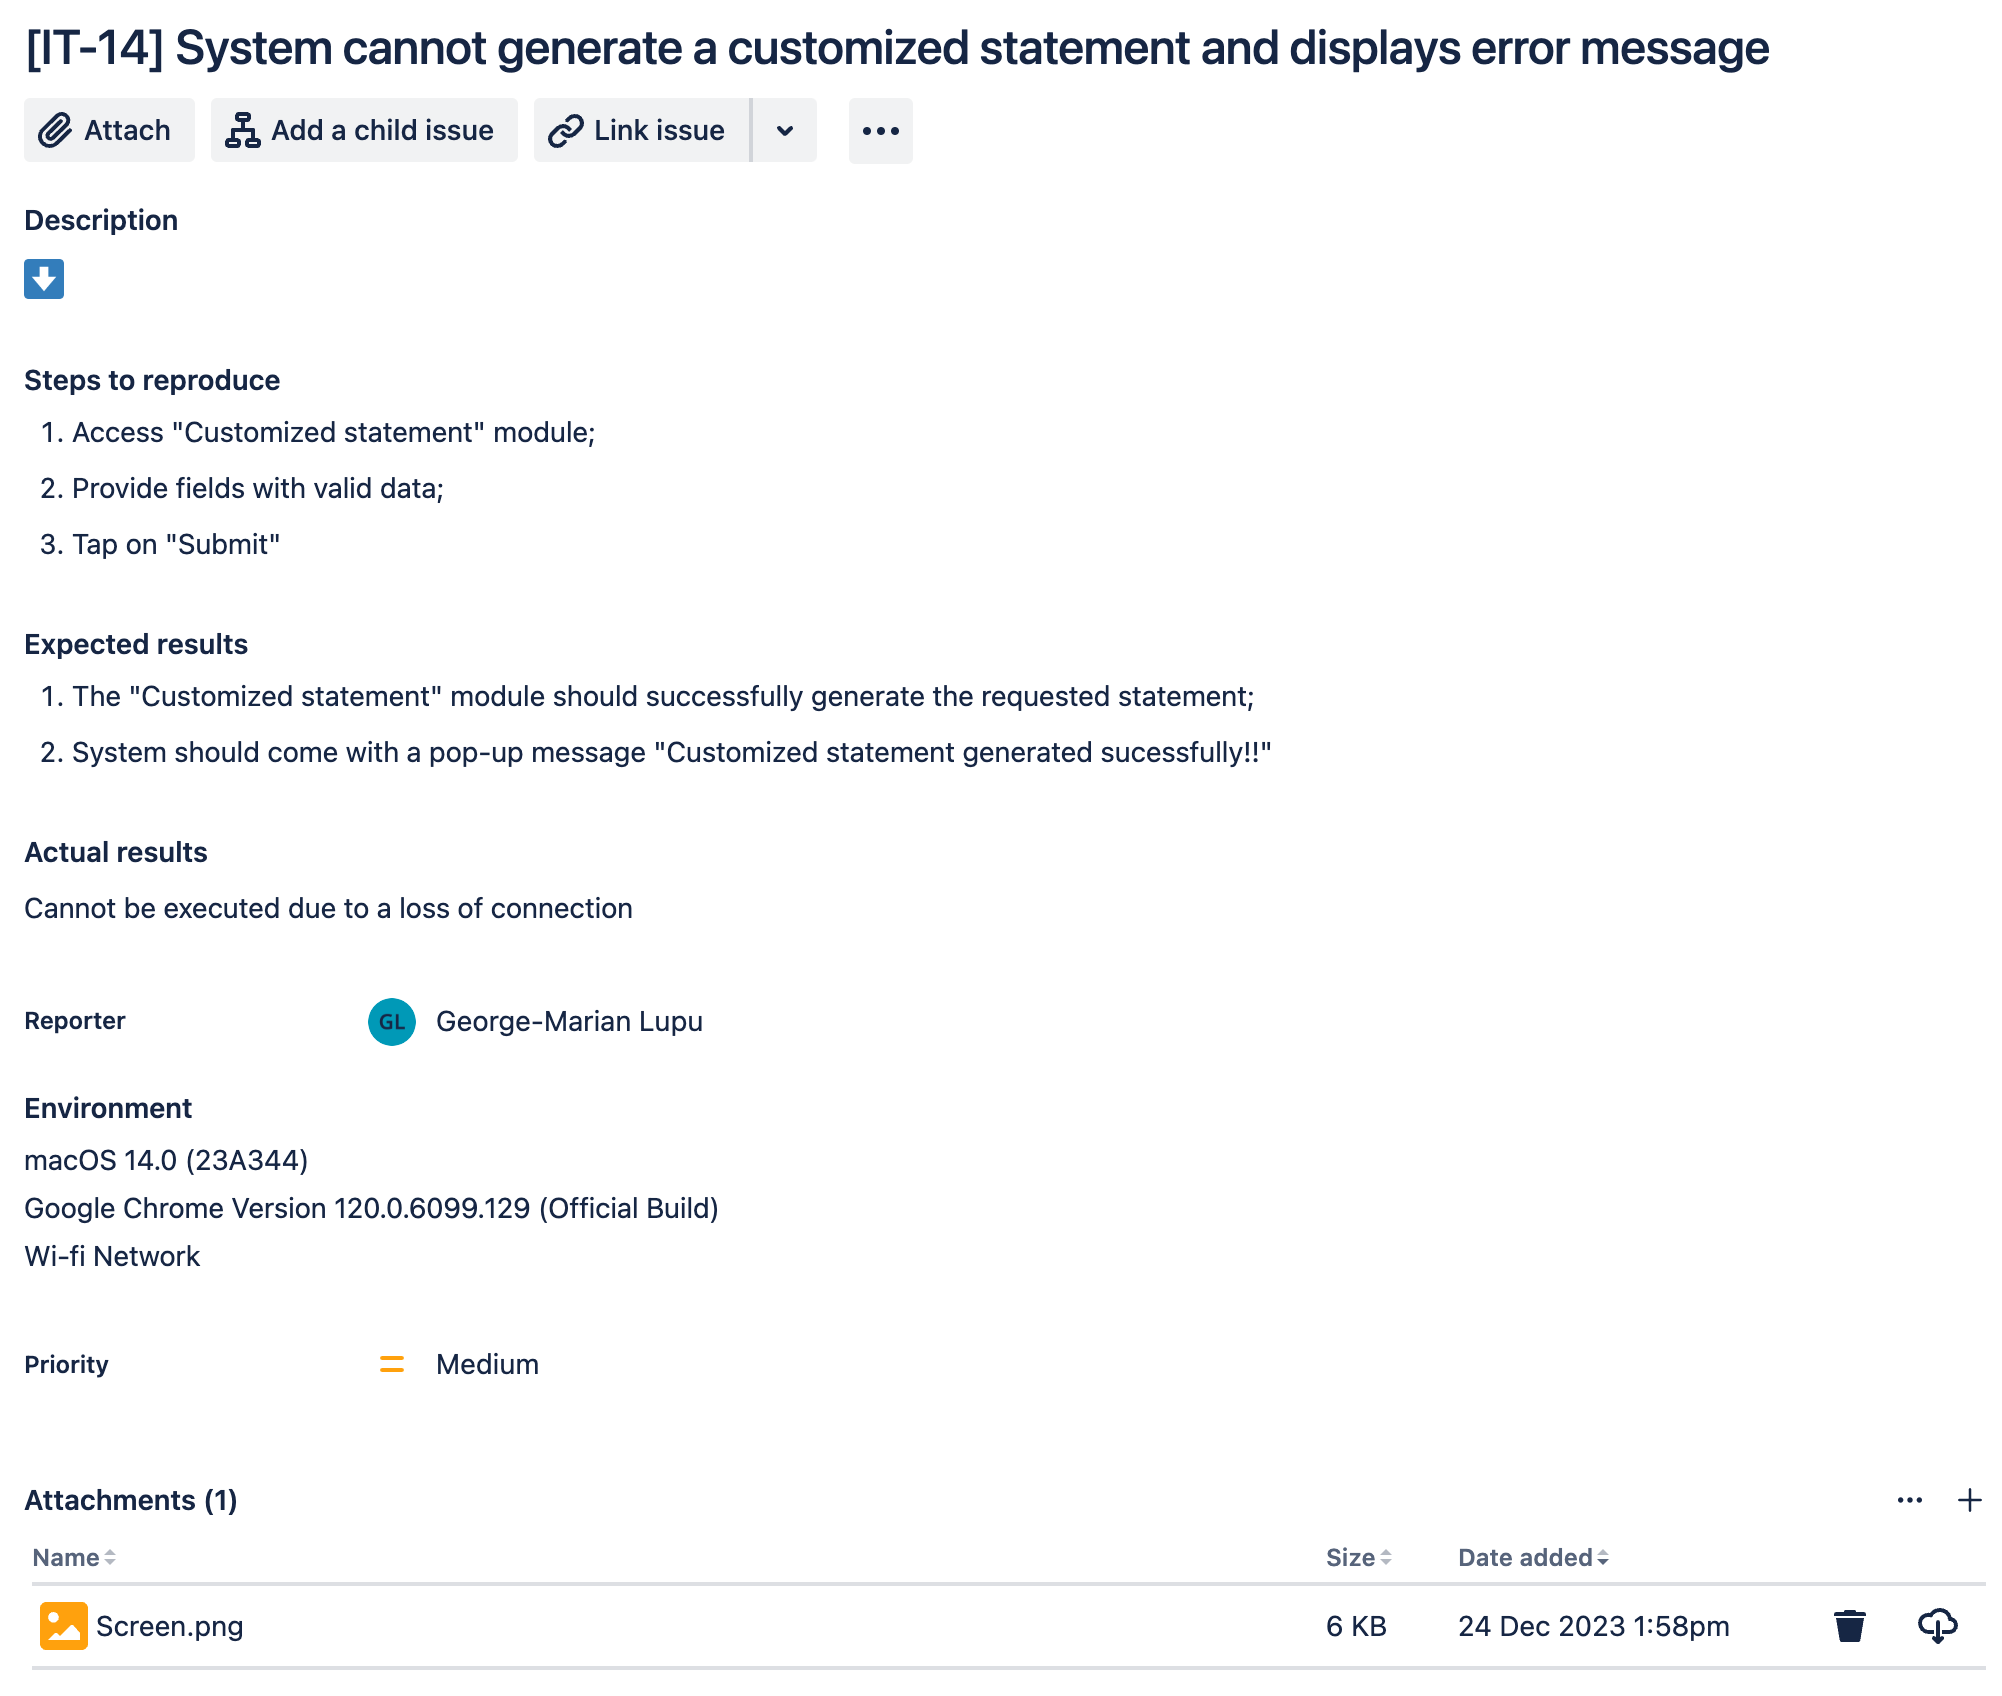 [IT-14] System cannot generate a customized statement and displays error message
Attach
Add a child issue
Link issue
Description
Steps to reproduce
1. Access "Customized statement" module;
2. Provide fields with valid data;
3. Tap on "Submit"
Expected results
1. The "Customized statement" module should successfully generate the requested statement;
2. System should come with a pop-up message "Customized statement generated sucessfully!!"
Actual results
Cannot be executed due to a loss of connection
Reporter GL George-Marian Lupu
Environment
macOS 14.0 (23A344)
Google Chrome Version 120.0.6099.129 (Official Build)
Wi-fi Network
Priority Medium
Attachments (1)
Name Size Date added
Screen.png 6 KB 24 Dec 2023 1:58pm